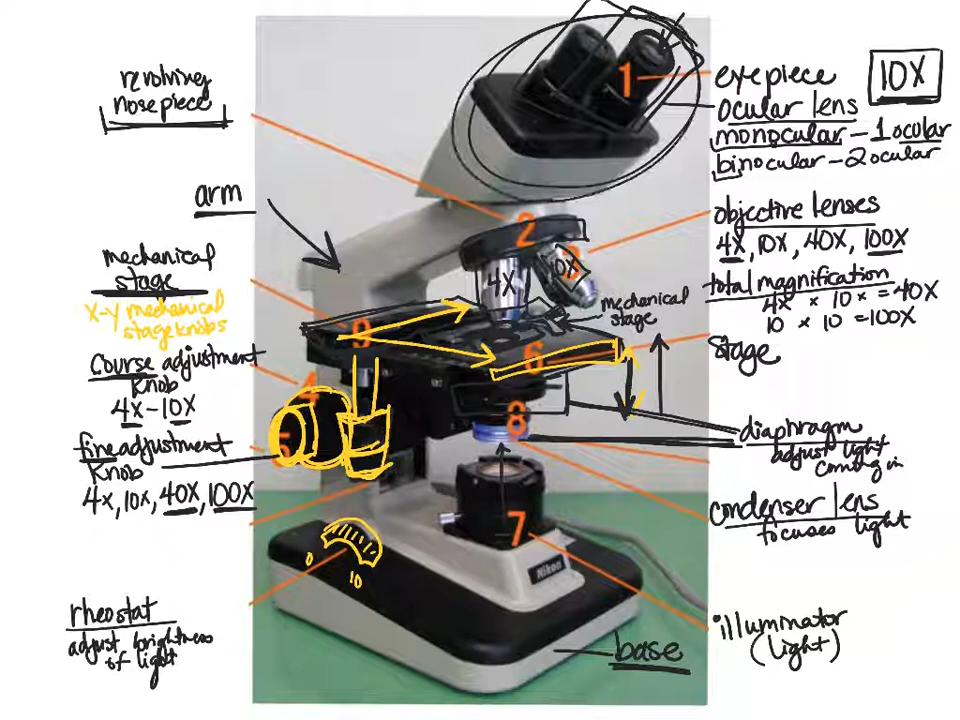 revolving
nosepiece
arm
mechanical
stage
X-Y mechanical
stage knobs
Course adjustment
Knob
4X-10X
fine adjustment
Knob
4X, 10X, 40X, 100X
rheostat
adjust brightness
of light
0
10
1
2
4X
10X
mechanical
stage
9
6
4
5
8
7
Nikon
base
eyepiece
10X
ocular lens
monocular - 1 ocular
binocular - 2 ocular
objective lenses
4X, 10X, 40X, 100X
total magnification
4X × 10× = 40X
10 × 10 = 100X
stage
diaphragm
adjust light
coming in
condenser lens
focuses light
illuminator
(light)